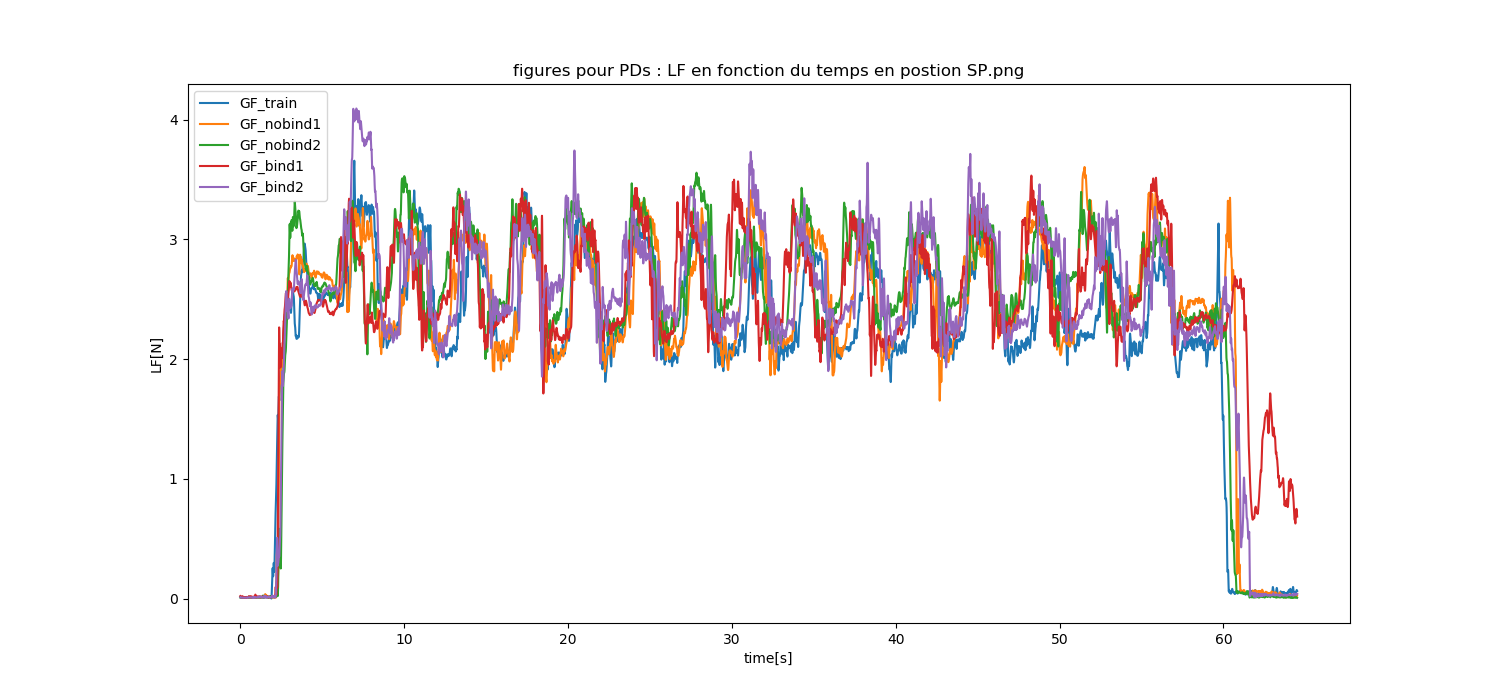 figures pour PDs : LF en fonction du temps en postion SP.png
GF_train
GF_nobind1
GF_nobind2
GF_bind1
GF_bind2
4
3
2
1
0
LF[N]
0 10 20 30 40 50 60
time[s]